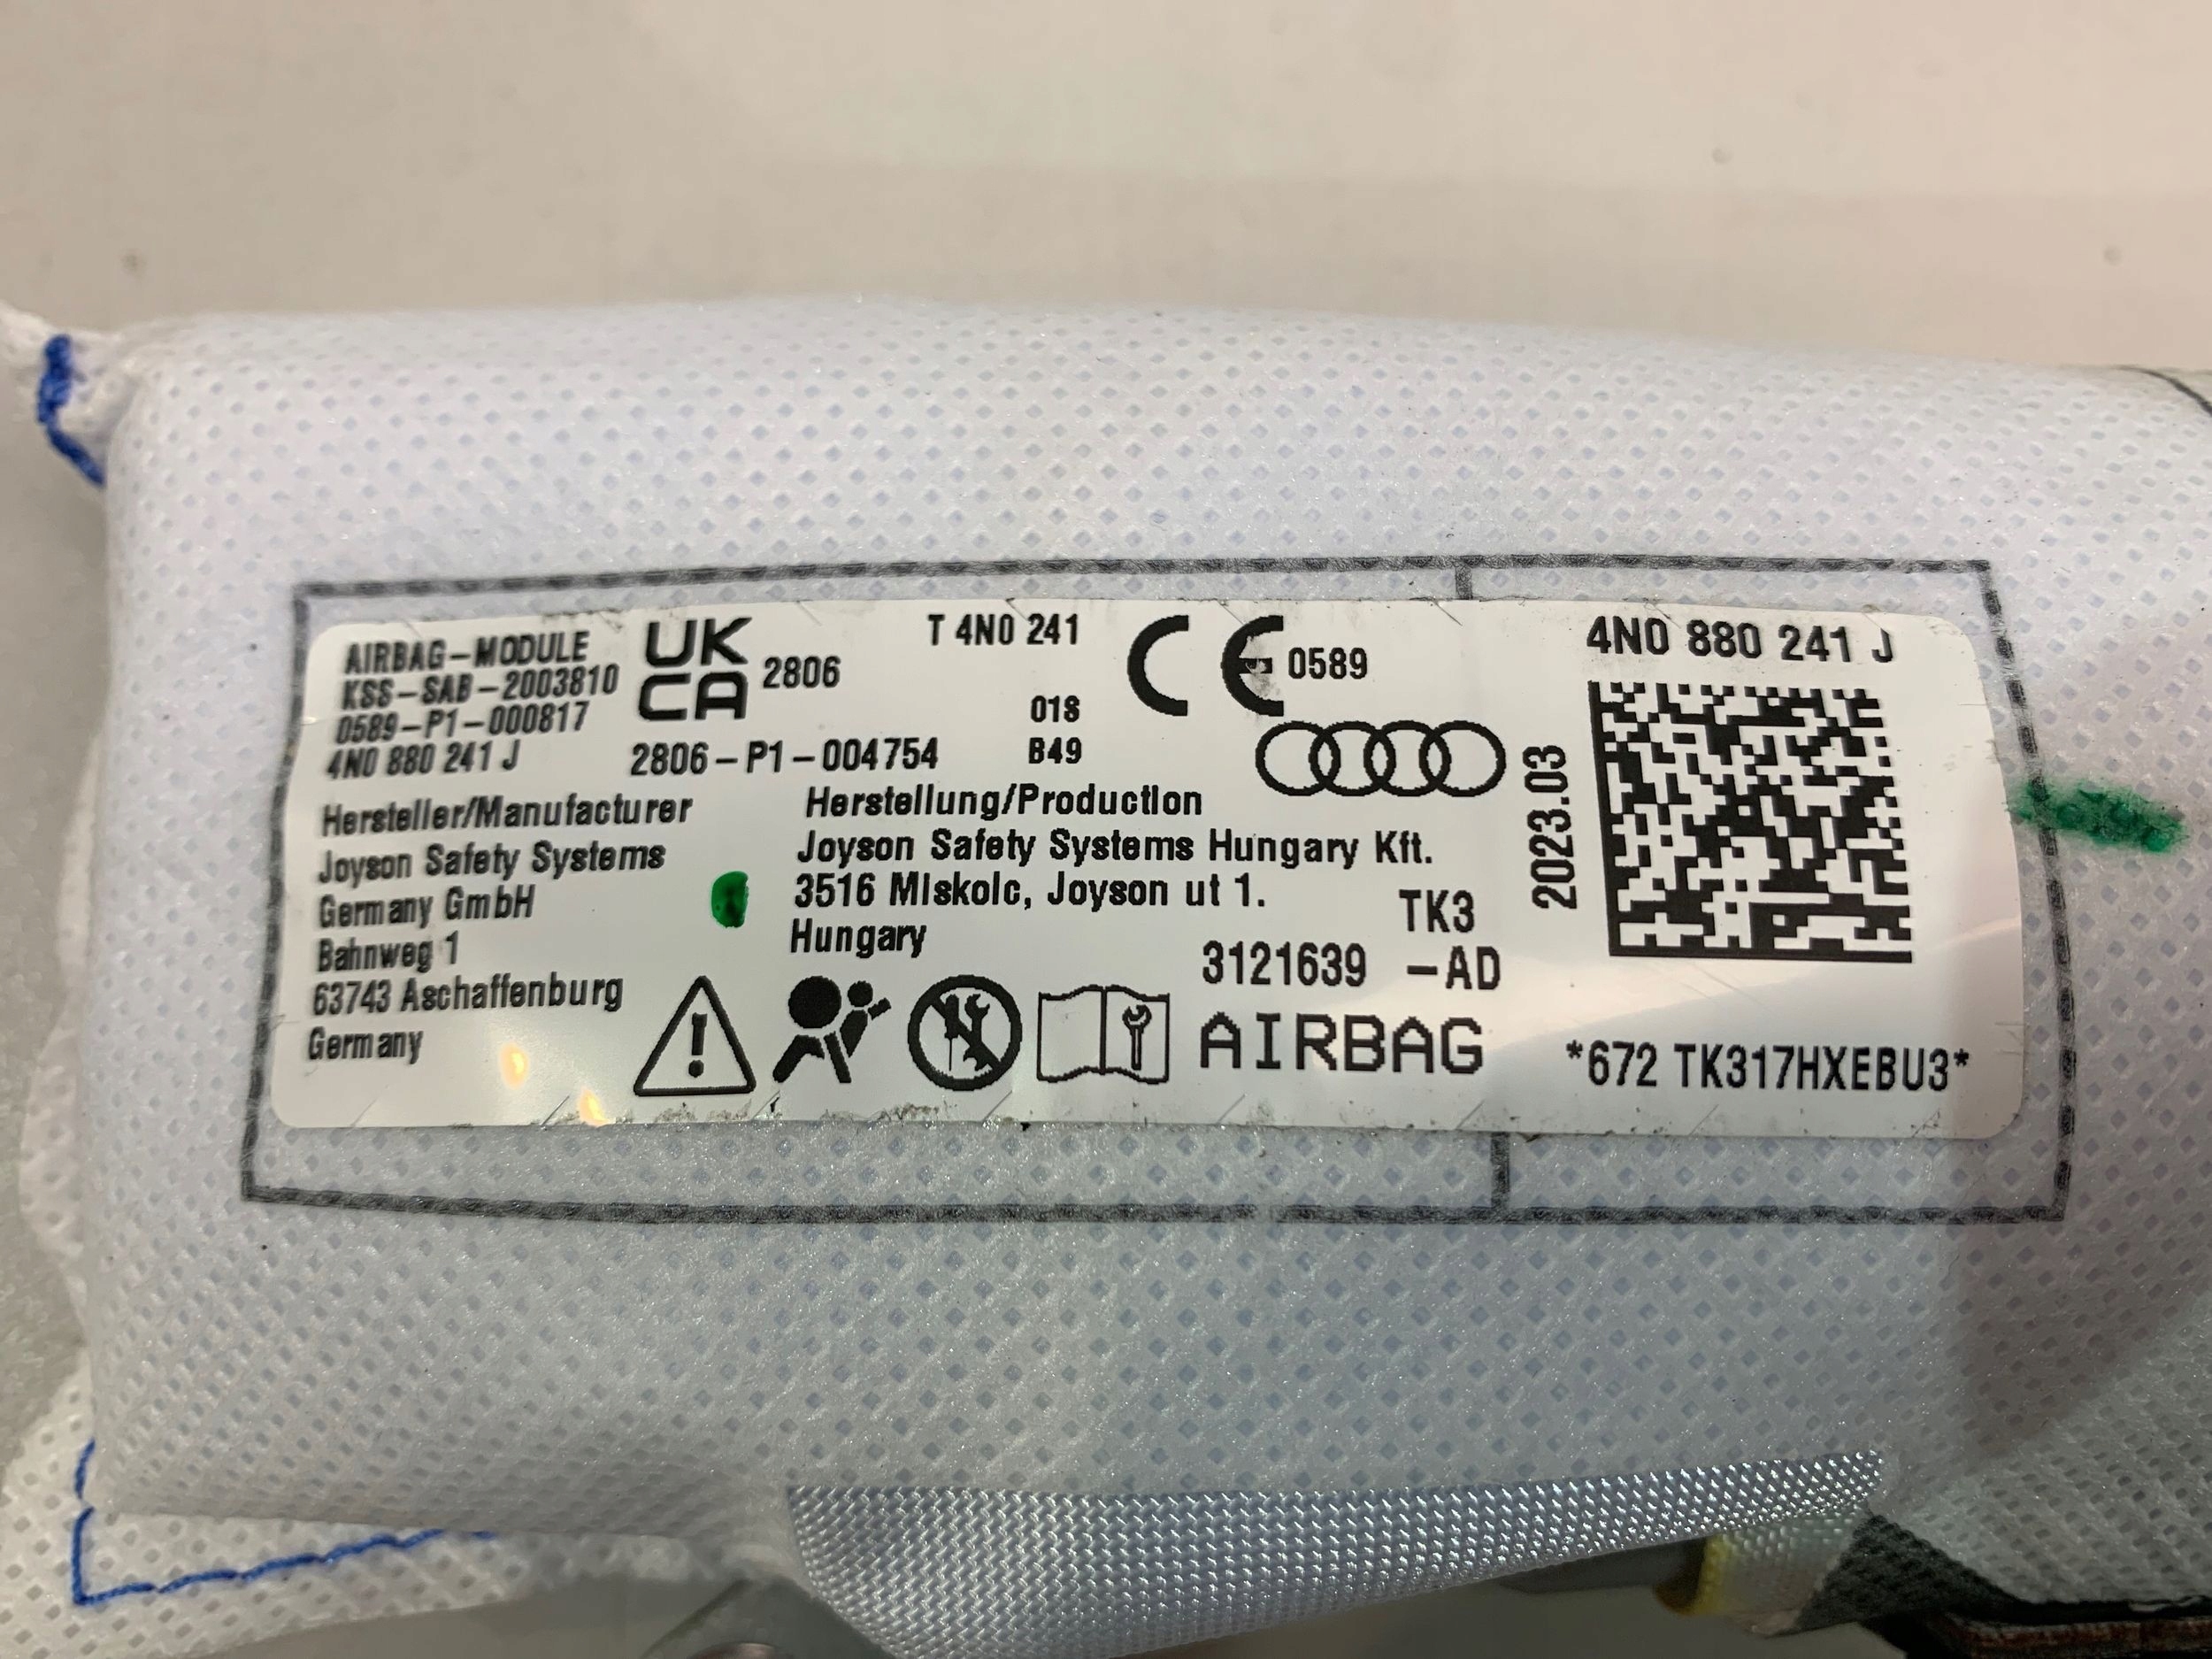 AIRBAG-MODULE
KSS-SAB-2003810
0589-P1-000817
4N0 880 241 J
UK
CA
2806
2806-P1-004754
T 4N0 241
01S
B49
CE 0589
Hersteller/Manufacturer
Joyson Safety Systems
Germany GmbH
Bahnweg 1
63743 Aschaffenburg
Germany
Herstellung/Production
Joyson Safety Systems Hungary Kft.
3516 Miskolc, Joyson ut 1.
Hungary
TK3
3121639 -AD
AIRBAG
2023.03
4N0 880 241 J
*672 TK317HXEBU3*